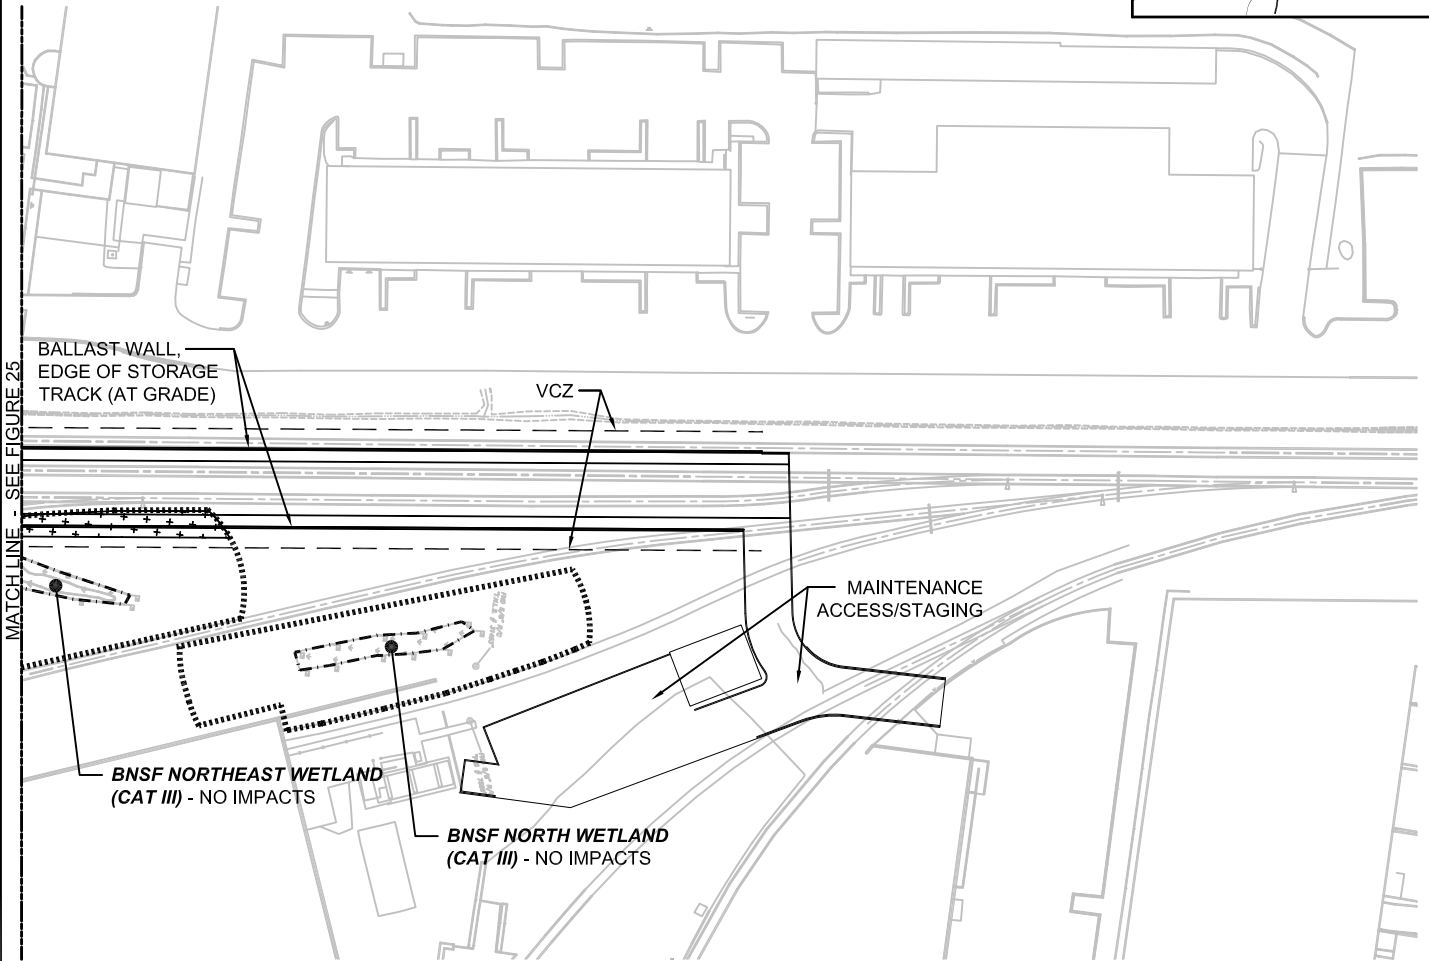 MATCH LINE - SEE FIGURE 25
BALLAST WALL,
EDGE OF STORAGE
TRACK (AT GRADE)
VCZ
MAINTENANCE
ACCESS/STAGING
BNSF NORTHEAST WETLAND
(CAT III) - NO IMPACTS
BNSF NORTH WETLAND
(CAT III) - NO IMPACTS